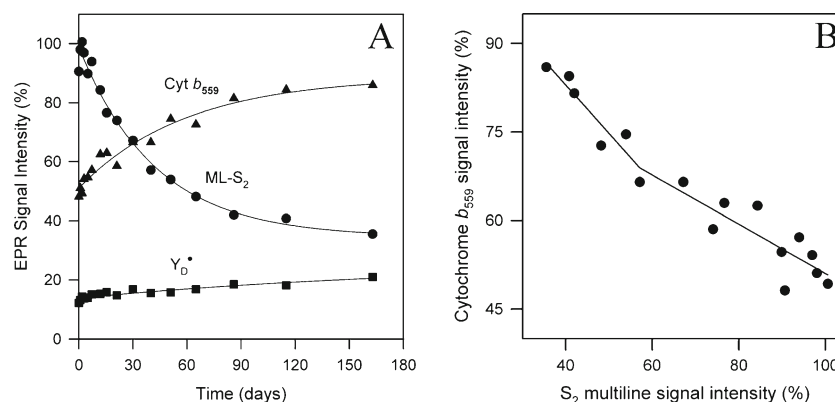 A
EPR Signal Intensity (%)
100
80
60
40
20
0
Cyt b₅₅₉
ML-S₂
Y_D•
0 30 60 90 120 150 180
Time (days)
B
Cytochrome b₅₅₉ signal intensity (%)
90
75
60
45
40 60 80 100
S₂ multiline signal intensity (%)